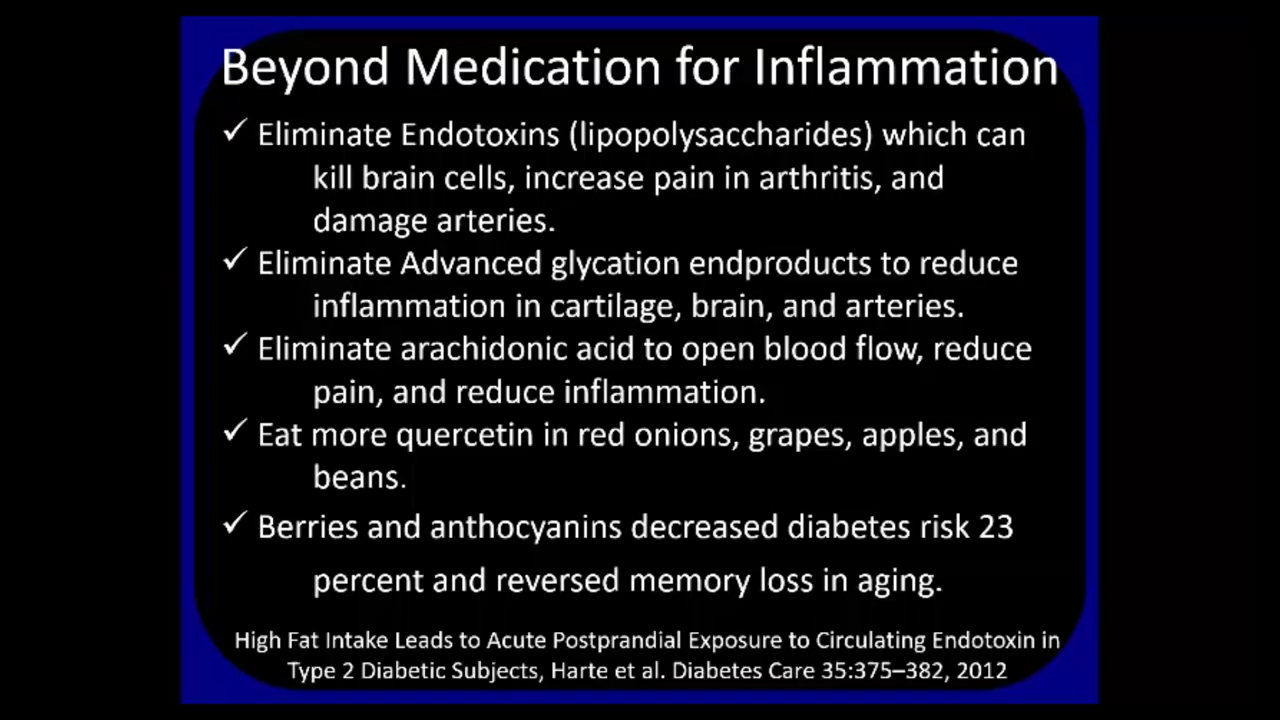 Beyond Medication for Inflammation
✓ Eliminate Endotoxins (lipopolysaccharides) which can
kill brain cells, increase pain in arthritis, and
damage arteries.
✓ Eliminate Advanced glycation endproducts to reduce
inflammation in cartilage, brain, and arteries.
✓ Eliminate arachidonic acid to open blood flow, reduce
pain, and reduce inflammation.
✓ Eat more quercetin in red onions, grapes, apples, and
beans.
✓ Berries and anthocyanins decreased diabetes risk 23
percent and reversed memory loss in aging.
High Fat Intake Leads to Acute Postprandial Exposure to Circulating Endotoxin in
Type 2 Diabetic Subjects, Harte et al. Diabetes Care 35:375–382, 2012